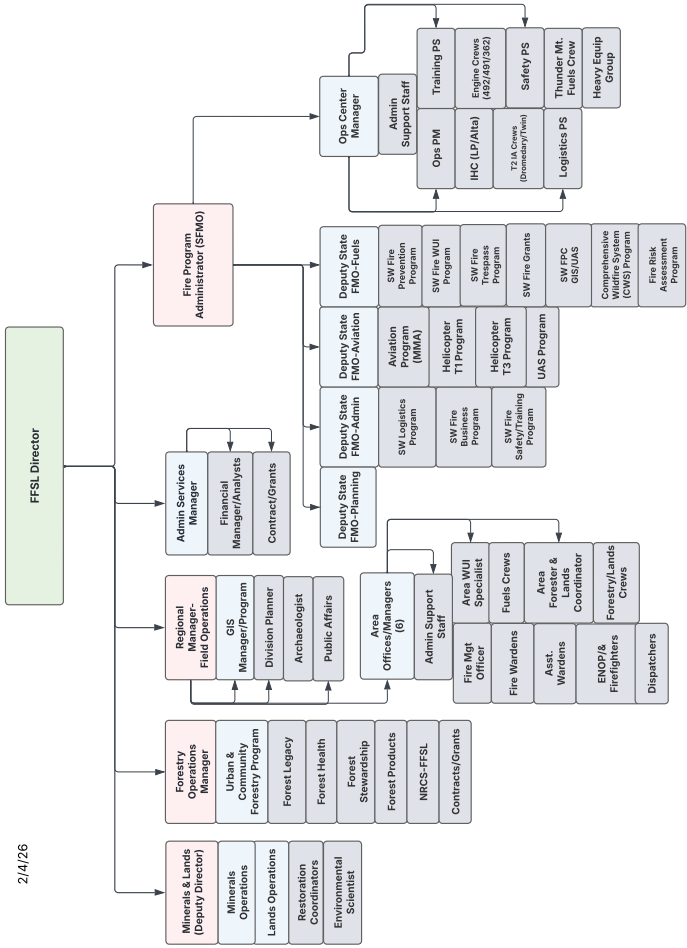 2/4/26
FFSL Director
Minerals & Lands
(Deputy Director)
Minerals
Operations
Lands Operations
Restoration
Coordinators
Environmental
Scientist
Forestry
Operations
Manager
Urban &
Community
Forestry Program
Forest Legacy
Forest Health
Forest
Stewardship
Forest Products
NRCS-FFSL
Contracts/Grants
Regional
Manager-
Field Operations
GIS
Manager/Program
Division Planner
Archaeologist
Public Affairs
Area
Offices/Managers
(6)
Admin Support
Staff
Fire Mgt
Officer
Fire Wardens
Asst.
Wardens
ENOP/&
Firefighters
Dispatchers
Area WUI
Specialist
Fuels Crews
Area
Forester &
Lands
Coordinator
Forestry/Lands
Crews
Admin Services
Manager
Financial
Manager/Analysts
Contract/Grants
Fire Program
Administrator (SFMO)
Deputy State
FMO-Planning
Deputy State
FMO-Admin
SW Logistics
Program
SW Fire
Business
Program
SW Fire
Safety/Training
Program
Deputy State
FMO-Aviation
Aviation
Program
(MMA)
Helicopter
T1 Program
Helicopter
T3 Program
UAS Program
Deputy State
FMO-Fuels
SW Fire
Prevention
Program
SW Fire WUI
Program
SW Fire
Trespass
Program
SW Fire Grants
SW FPC
GIS/UAS
Comprehensive
Wildfire System
(CWS) Program
Fire Risk
Assessment
Program
Ops Center
Manager
Admin
Support Staff
Ops PM
IHC (LP/Alta)
T2 IA Crews
(Dromedary/Twin)
Logistics PS
Training PS
Engine Crews
(492/491/362)
Safety PS
Thunder Mt.
Fuels Crew
Heavy Equip
Group